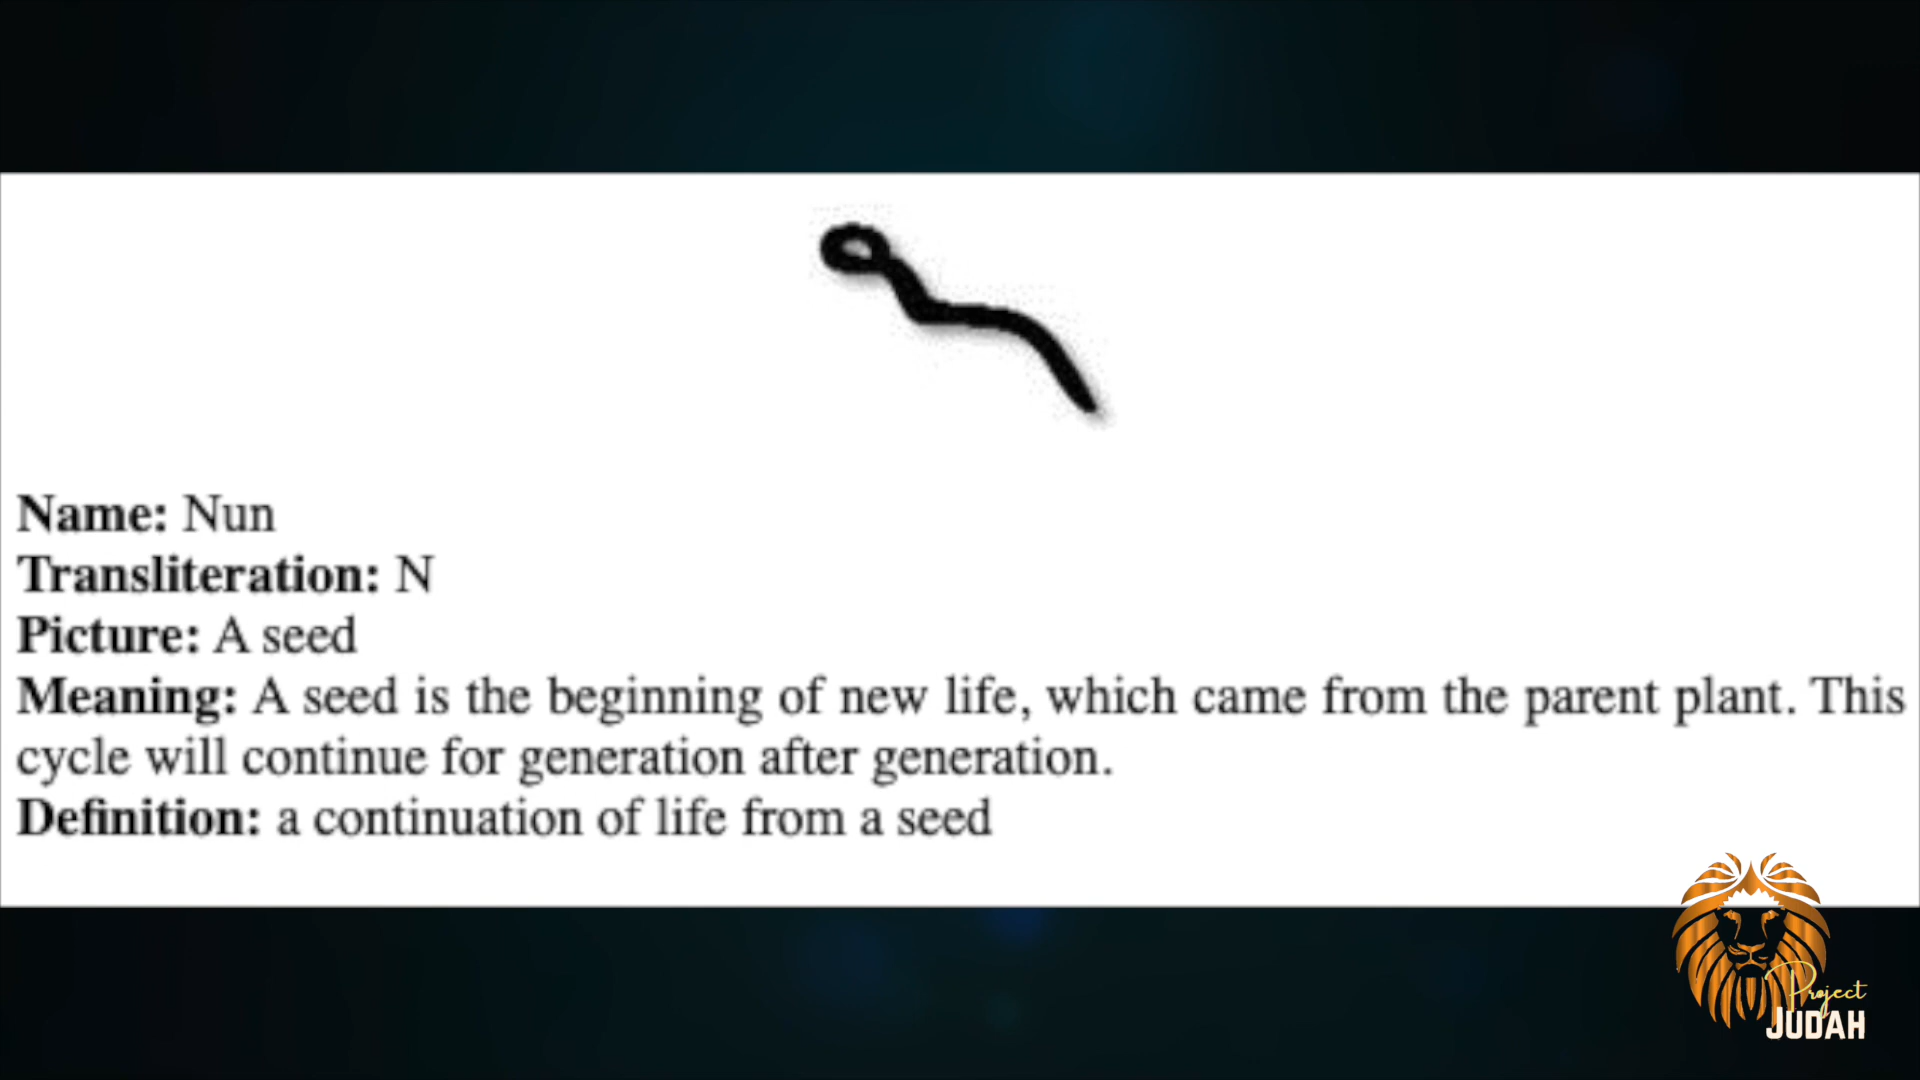 Name: Nun
Transliteration: N
Picture: A seed
Meaning: A seed is the beginning of new life, which came from the parent plant. This
cycle will continue for generation after generation.
Definition: a continuation of life from a seed
Project
JUDAH